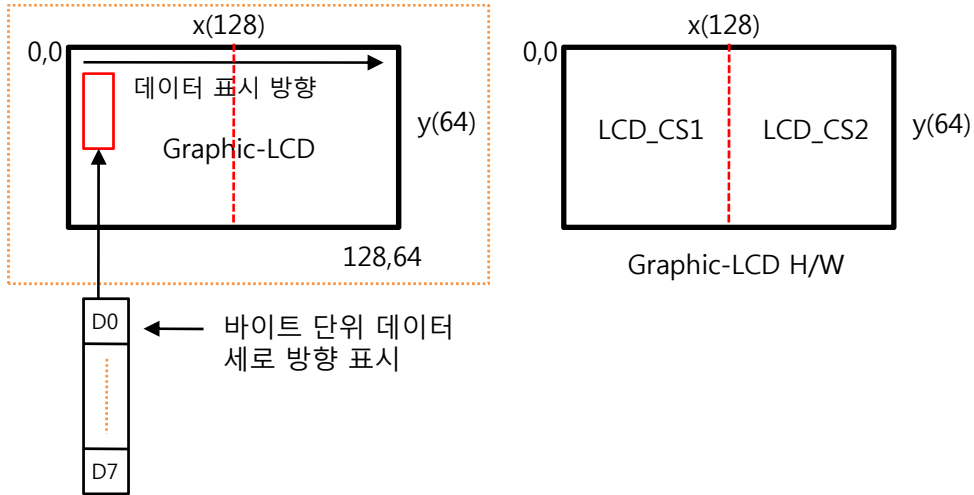 x(128)
0,0
데이터 표시 방향
Graphic-LCD
y(64)
128,64
D0
바이트 단위 데이터
세로 방향 표시
D7
x(128)
0,0
LCD_CS1
LCD_CS2
y(64)
Graphic-LCD H/W